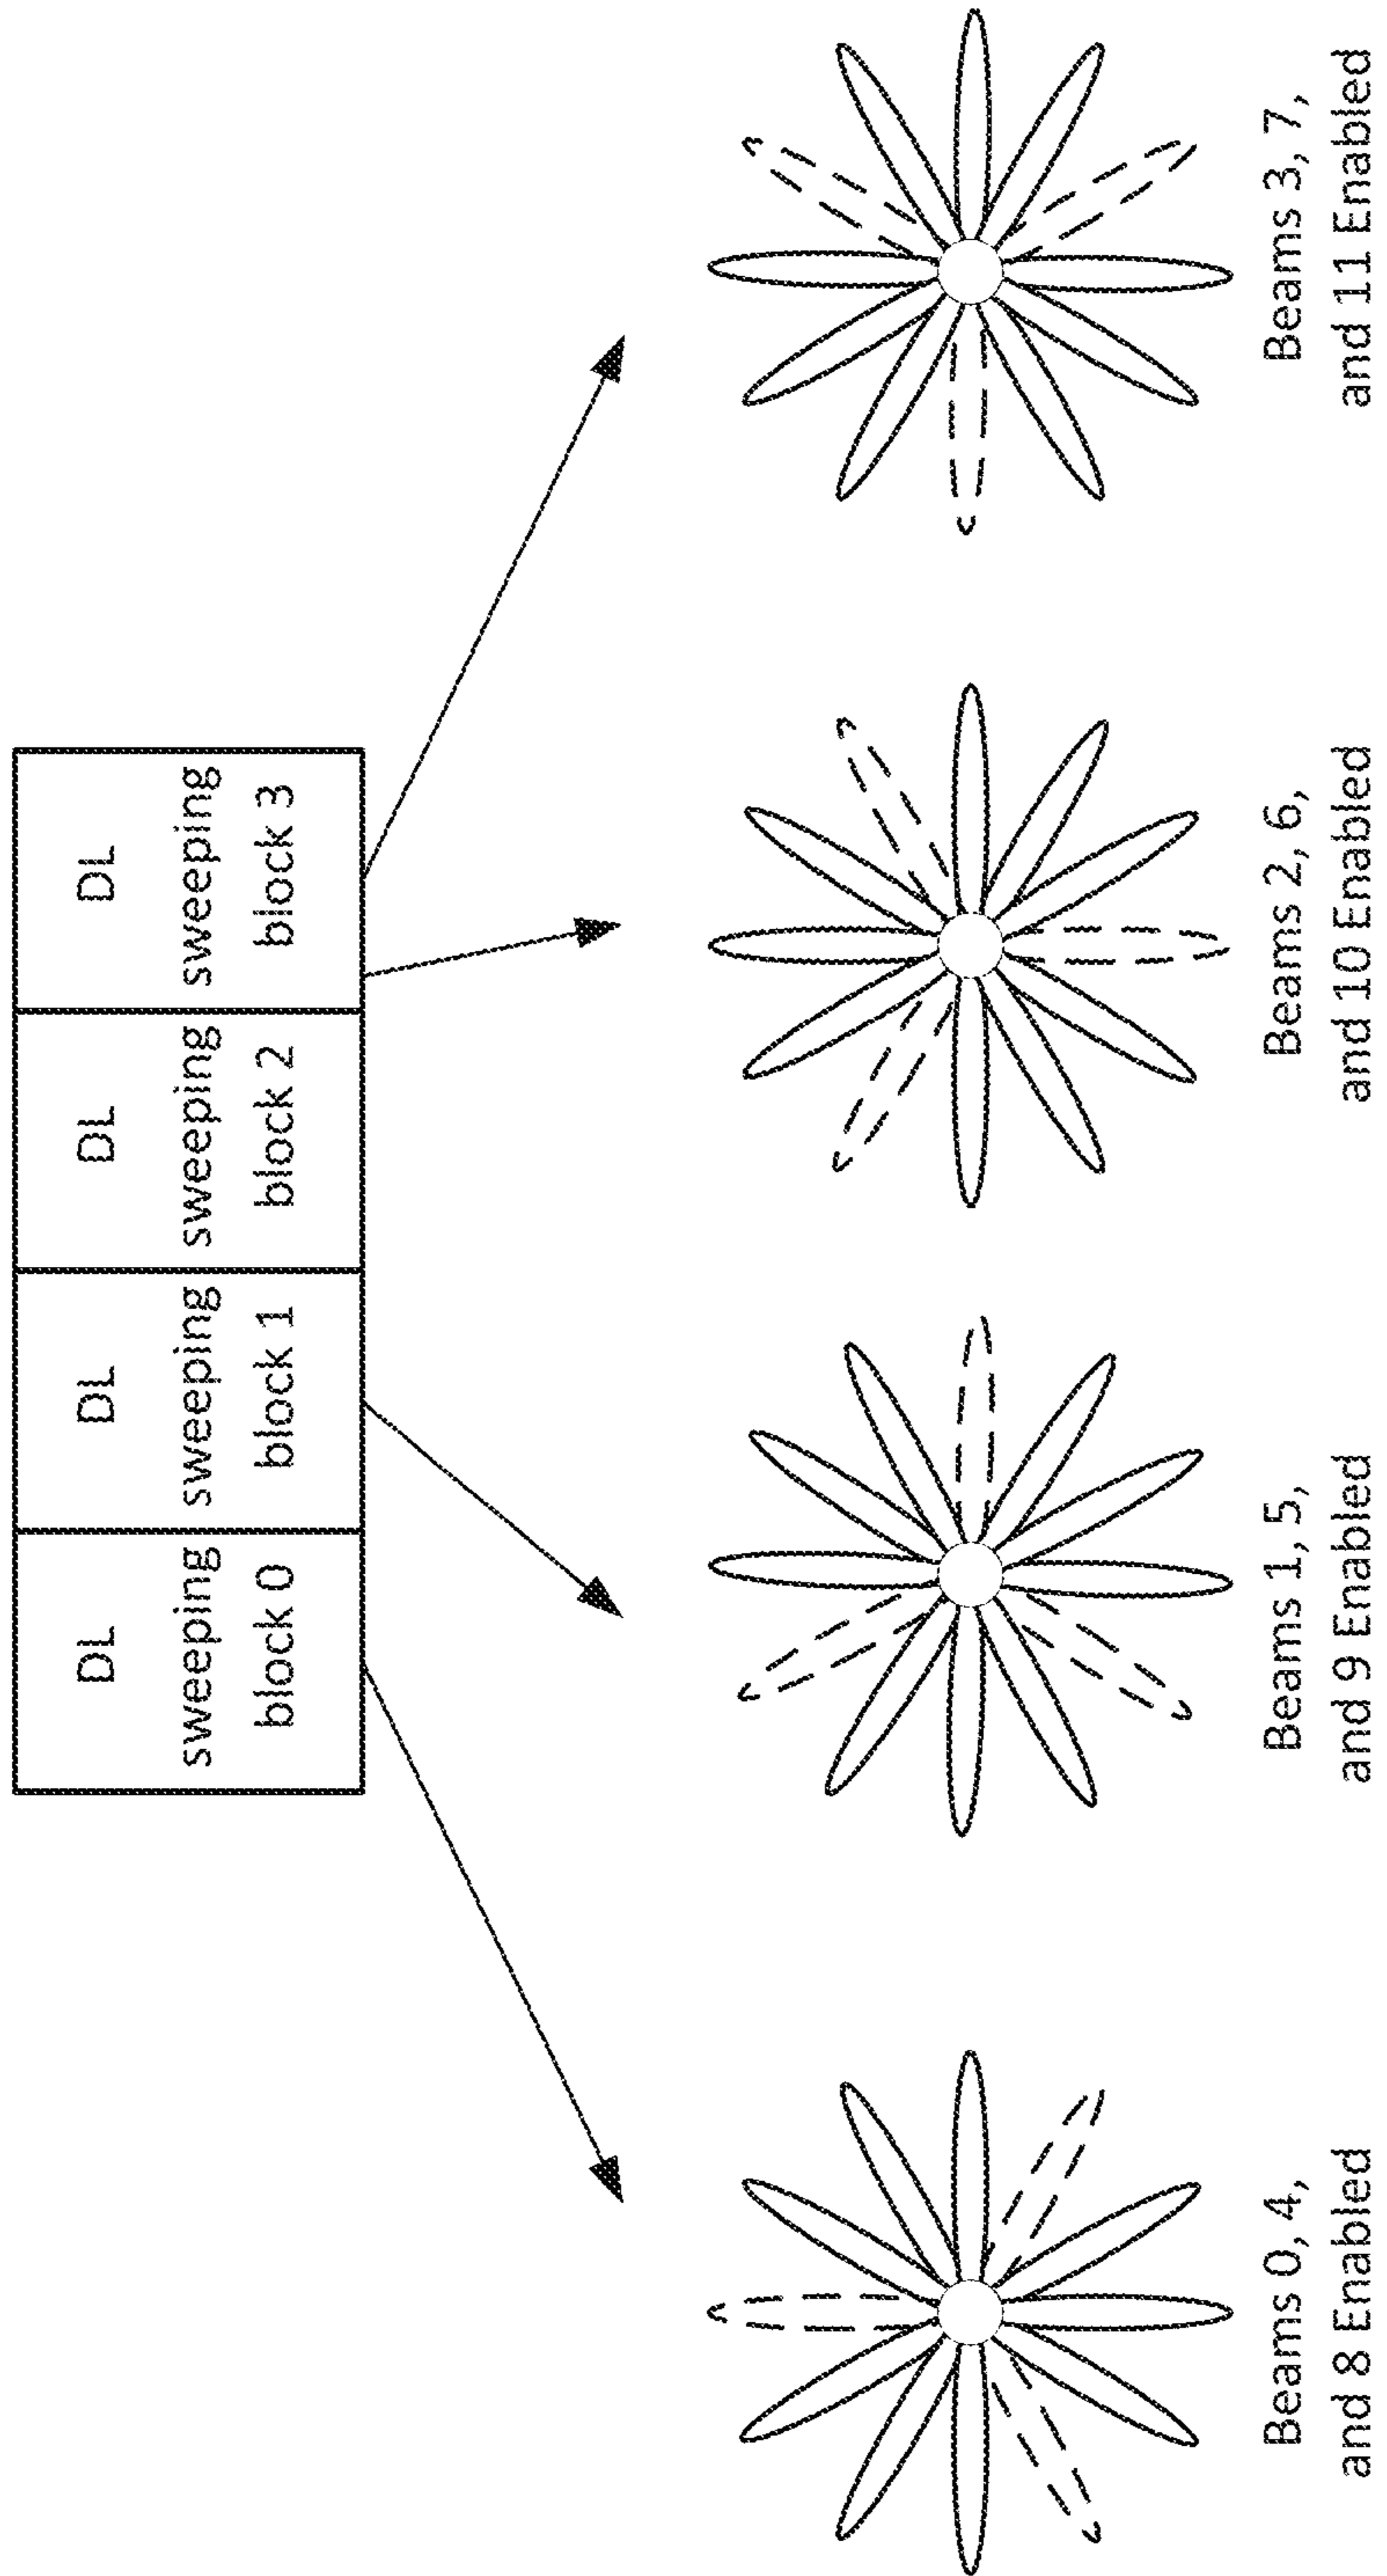 DL
sweeping
block 0
DL
sweeping
block 1
DL
sweeping
block 2
DL
sweeping
block 3
Beams 0, 4,
and 8 Enabled
Beams 1, 5,
and 9 Enabled
Beams 2, 6,
and 10 Enabled
Beams 3, 7,
and 11 Enabled